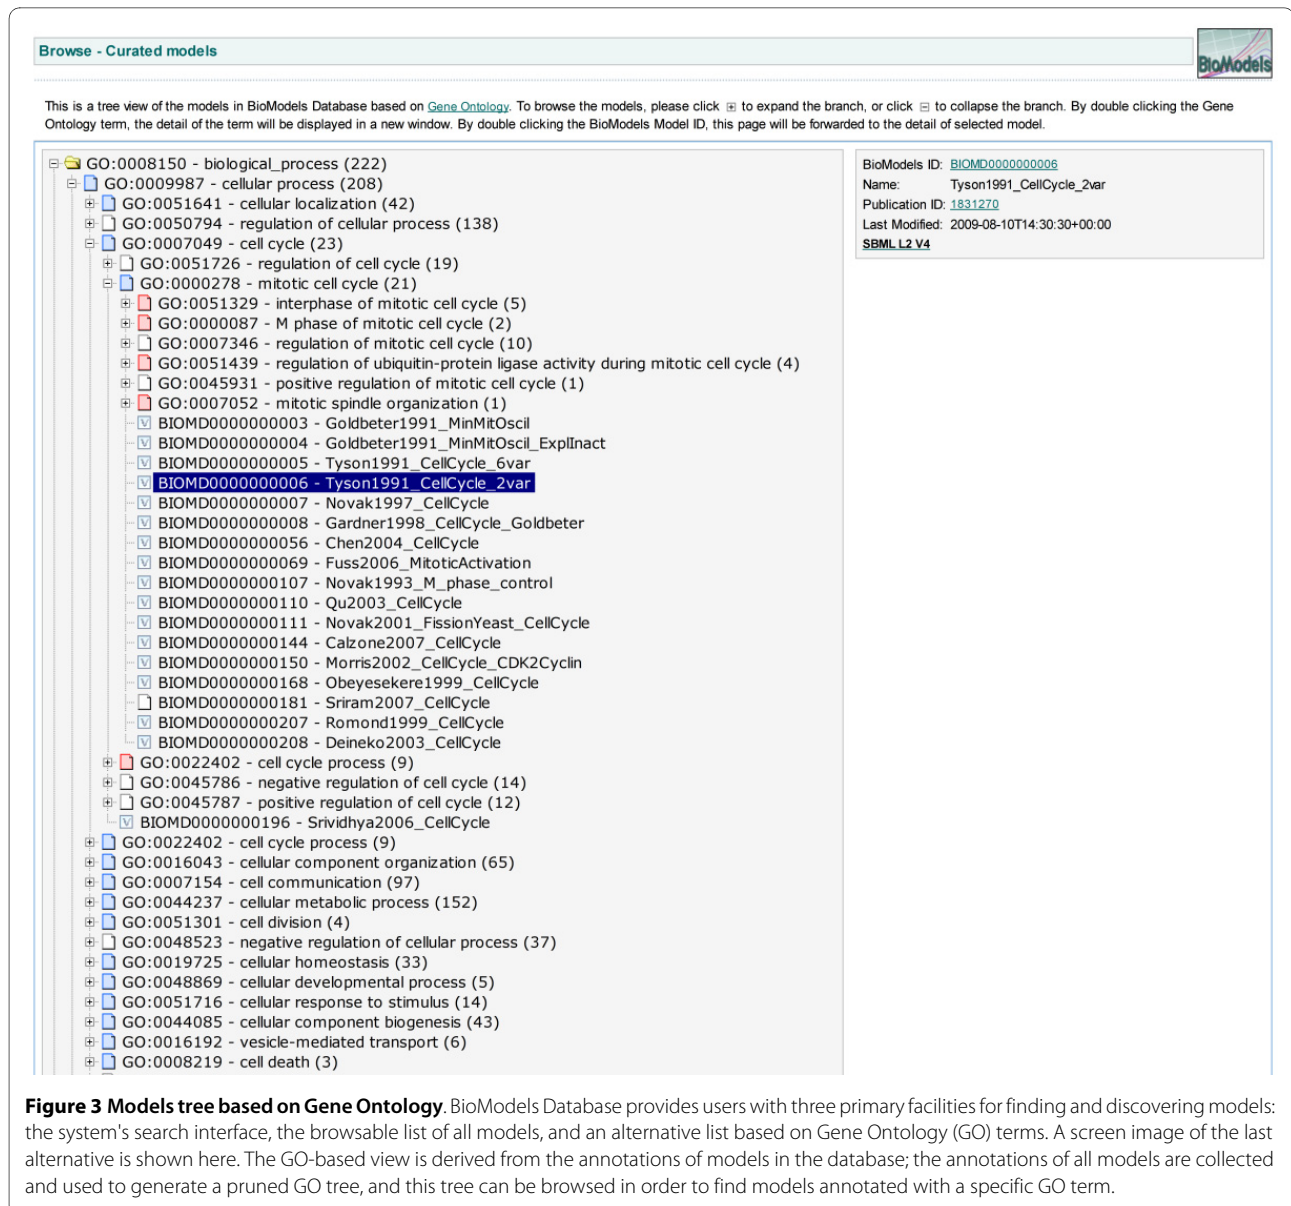 Browse - Curated models
BioModels
This is a tree view of the models in BioModels Database based on Gene Ontology. To browse the models, please click ⊞ to expand the branch, or click ⊟ to collapse the branch. By double clicking the Gene
Ontology term, the detail of the term will be displayed in a new window. By double clicking the BioModels Model ID, this page will be forwarded to the detail of selected model.
GO:0008150 - biological_process (222)
GO:0009987 - cellular process (208)
GO:0051641 - cellular localization (42)
GO:0050794 - regulation of cellular process (138)
GO:0007049 - cell cycle (23)
GO:0051726 - regulation of cell cycle (19)
GO:0000278 - mitotic cell cycle (21)
GO:0051329 - interphase of mitotic cell cycle (5)
GO:0000087 - M phase of mitotic cell cycle (2)
GO:0007346 - regulation of mitotic cell cycle (10)
GO:0051439 - regulation of ubiquitin-protein ligase activity during mitotic cell cycle (4)
GO:0045931 - positive regulation of mitotic cell cycle (1)
GO:0007052 - mitotic spindle organization (1)
BIOMD0000000003 - Goldbeter1991_MinMitOscil
BIOMD0000000004 - Goldbeter1991_MinMitOscil_ExplInact
BIOMD0000000005 - Tyson1991_CellCycle_6var
BIOMD0000000006 - Tyson1991_CellCycle_2var
BIOMD0000000007 - Novak1997_CellCycle
BIOMD0000000008 - Gardner1998_CellCycle_Goldbeter
BIOMD0000000056 - Chen2004_CellCycle
BIOMD0000000069 - Fuss2006_MitoticActivation
BIOMD0000000107 - Novak1993_M_phase_control
BIOMD0000000110 - Qu2003_CellCycle
BIOMD0000000111 - Novak2001_FissionYeast_CellCycle
BIOMD0000000144 - Calzone2007_CellCycle
BIOMD0000000150 - Morris2002_CellCycle_CDK2Cyclin
BIOMD0000000168 - Obeyesekere1999_CellCycle
BIOMD0000000181 - Sriram2007_CellCycle
BIOMD0000000207 - Romond1999_CellCycle
BIOMD0000000208 - Deineko2003_CellCycle
GO:0022402 - cell cycle process (9)
GO:0045786 - negative regulation of cell cycle (14)
GO:0045787 - positive regulation of cell cycle (12)
BIOMD0000000196 - Srividhya2006_CellCycle
GO:0022402 - cell cycle process (9)
GO:0016043 - cellular component organization (65)
GO:0007154 - cell communication (97)
GO:0044237 - cellular metabolic process (152)
GO:0051301 - cell division (4)
GO:0048523 - negative regulation of cellular process (37)
GO:0019725 - cellular homeostasis (33)
GO:0048869 - cellular developmental process (5)
GO:0051716 - cellular response to stimulus (14)
GO:0044085 - cellular component biogenesis (43)
GO:0016192 - vesicle-mediated transport (6)
GO:0008219 - cell death (3)
BioModels ID: BIOMD0000000006
Name: Tyson1991_CellCycle_2var
Publication ID: 1831270
Last Modified: 2009-08-10T14:30:30+00:00
SBML L2 V4
Figure 3 Models tree based on Gene Ontology. BioModels Database provides users with three primary facilities for finding and discovering models:
the system's search interface, the browsable list of all models, and an alternative list based on Gene Ontology (GO) terms. A screen image of the last
alternative is shown here. The GO-based view is derived from the annotations of models in the database; the annotations of all models are collected
and used to generate a pruned GO tree, and this tree can be browsed in order to find models annotated with a specific GO term.